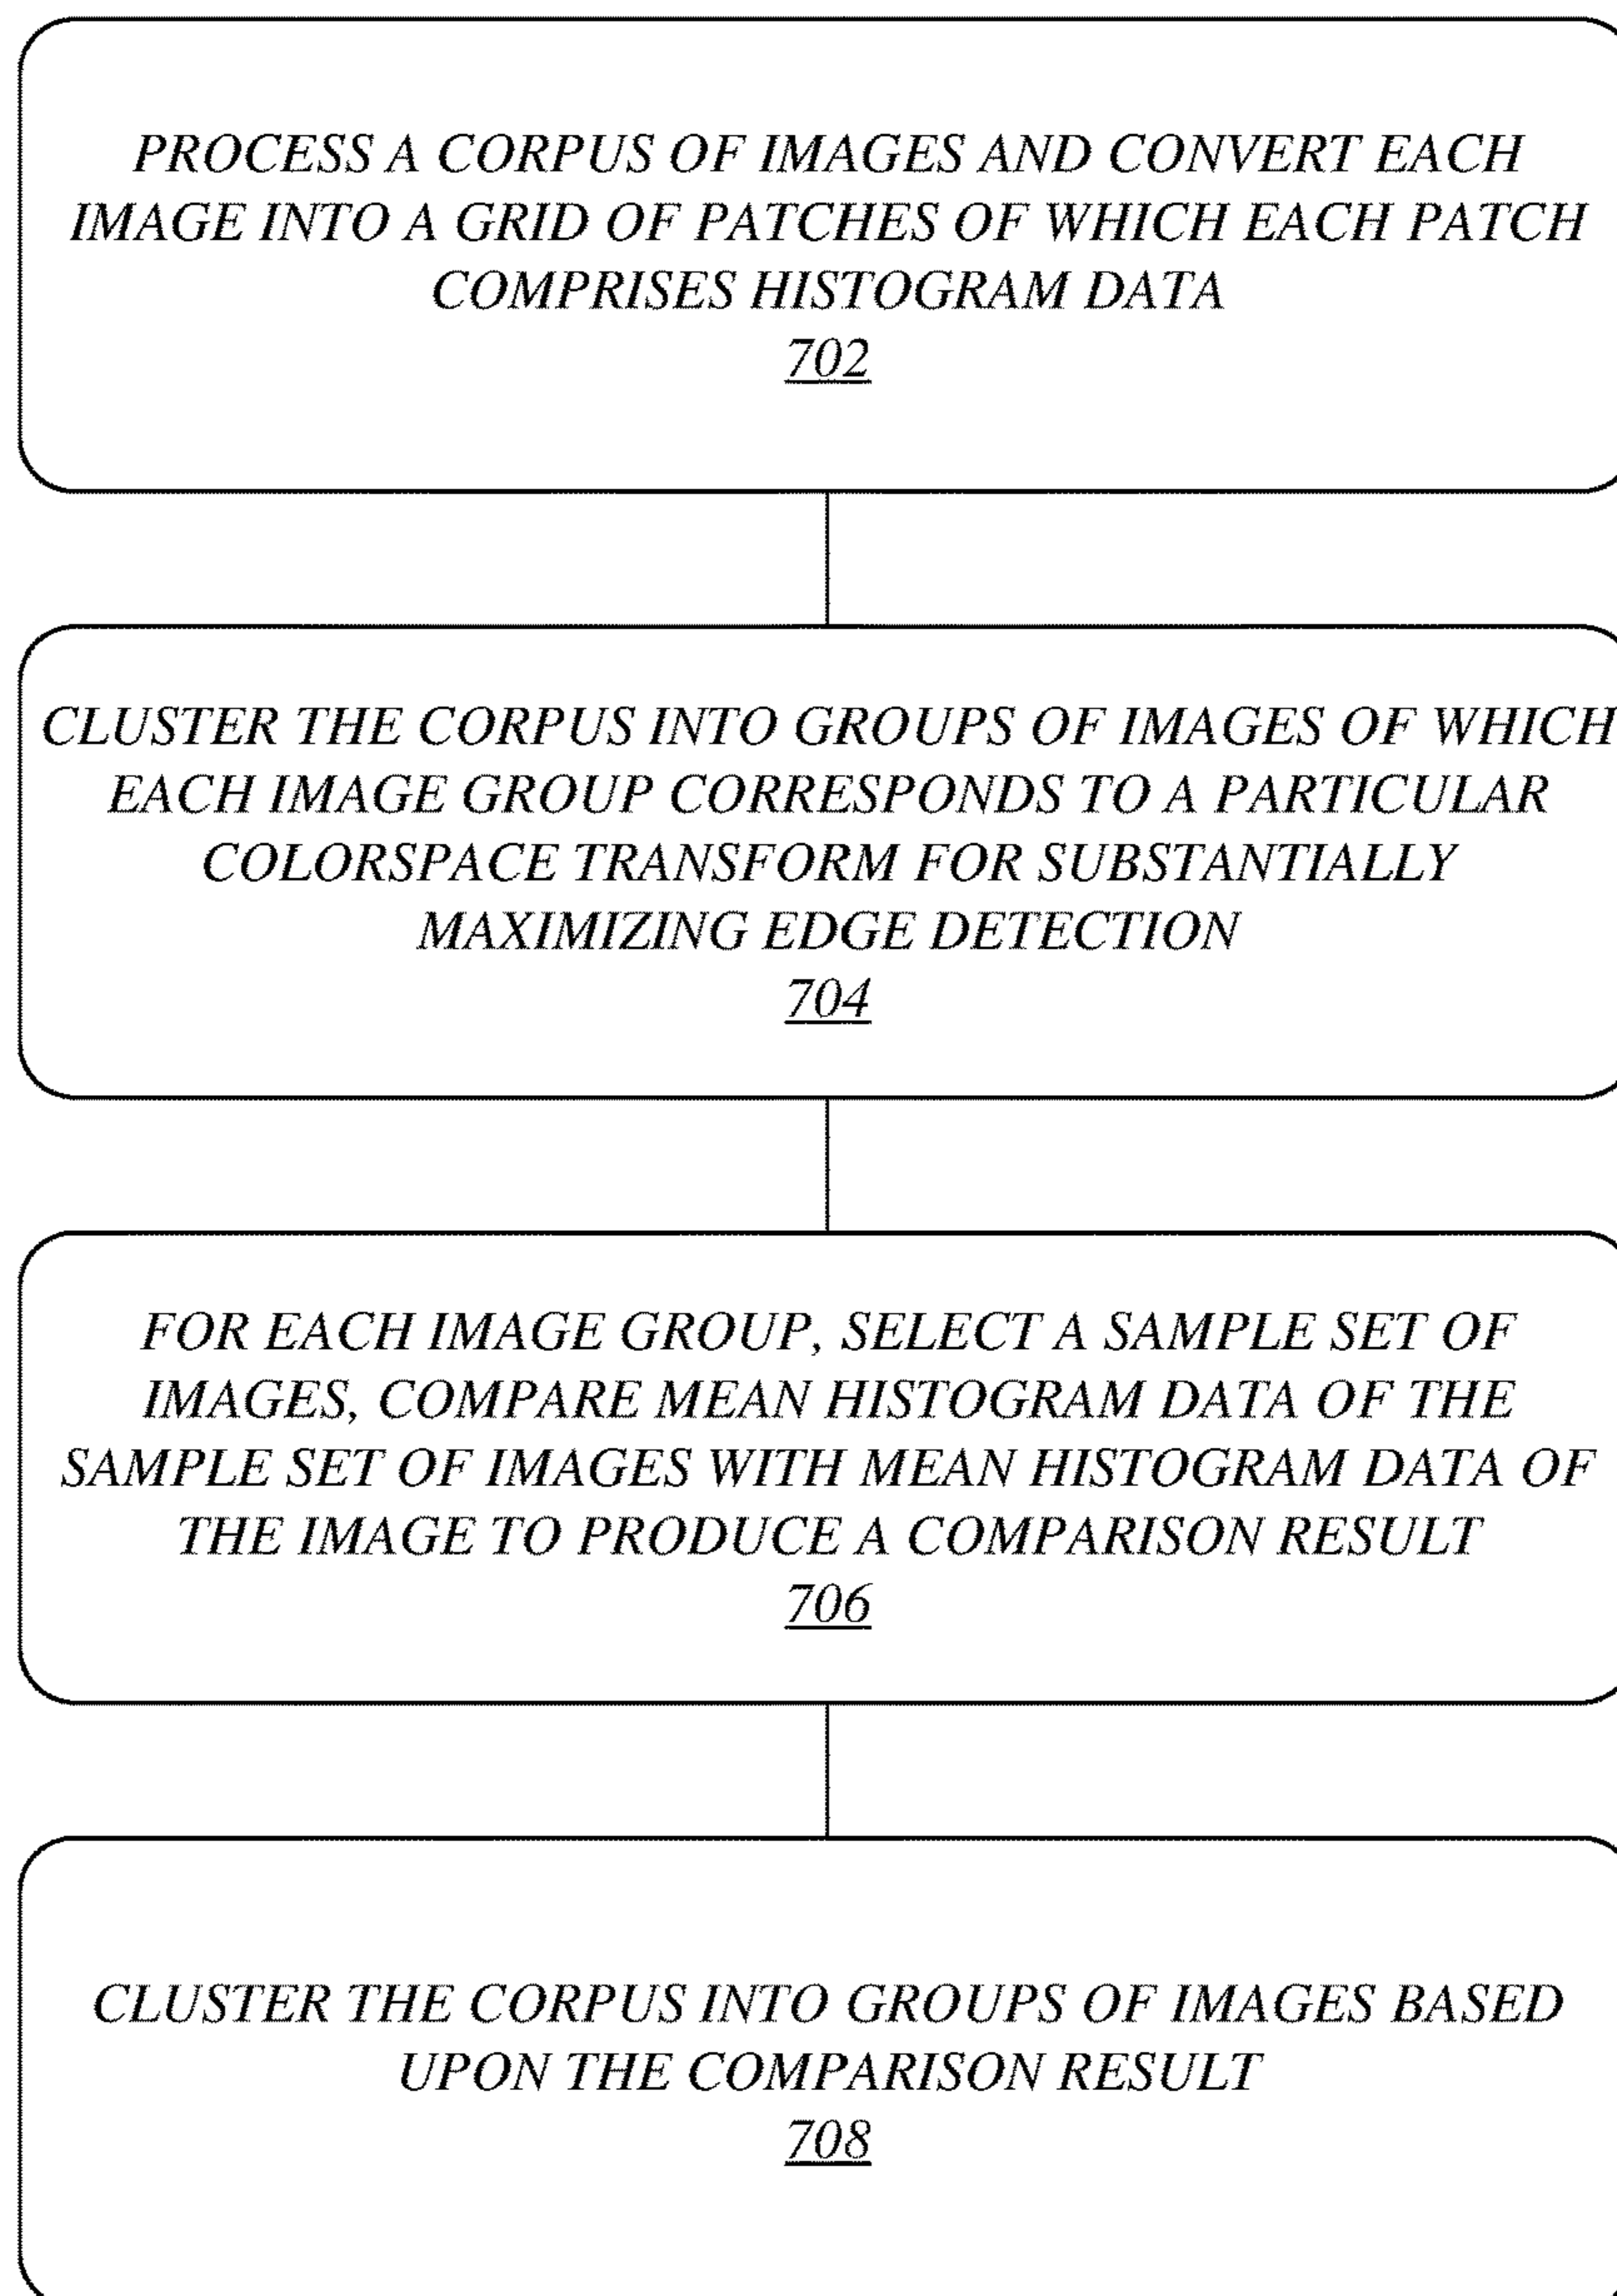 PROCESS A CORPUS OF IMAGES AND CONVERT EACH
IMAGE INTO A GRID OF PATCHES OF WHICH EACH PATCH
COMPRISES HISTOGRAM DATA
702
CLUSTER THE CORPUS INTO GROUPS OF IMAGES OF WHICH
EACH IMAGE GROUP CORRESPONDS TO A PARTICULAR
COLORSPACE TRANSFORM FOR SUBSTANTIALLY
MAXIMIZING EDGE DETECTION
704
FOR EACH IMAGE GROUP, SELECT A SAMPLE SET OF
IMAGES, COMPARE MEAN HISTOGRAM DATA OF THE
SAMPLE SET OF IMAGES WITH MEAN HISTOGRAM DATA OF
THE IMAGE TO PRODUCE A COMPARISON RESULT
706
CLUSTER THE CORPUS INTO GROUPS OF IMAGES BASED
UPON THE COMPARISON RESULT
708